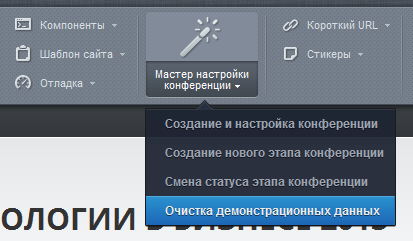 Компоненты
Шаблон сайта
Отладка
Мастер настройки
конференции
Короткий URL
Стикеры
Создание и настройка конференции
Создание нового этапа конференции
Смена статуса этапа конференции
Очистка демонстрационных данных
ОЛОГИИ